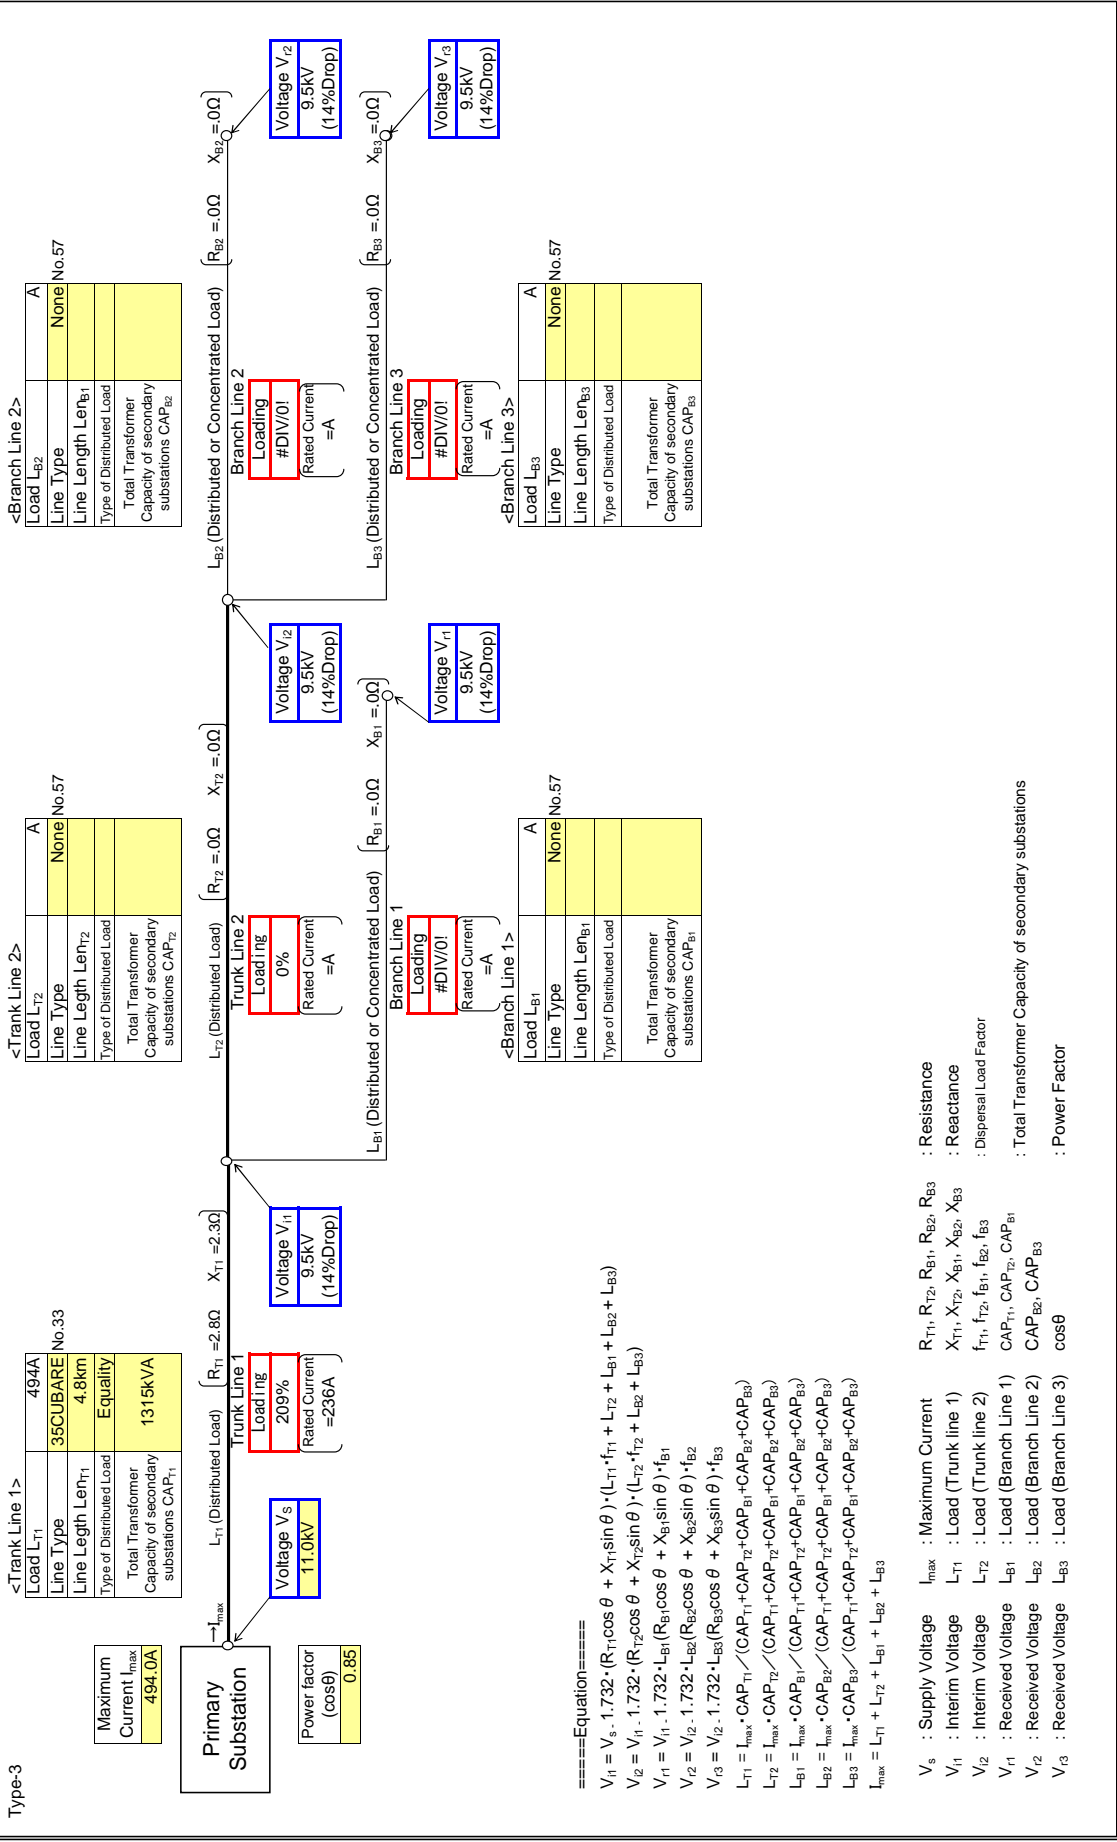 Type-3
Maximum
Current Imax
494.0A
Primary
Substation
Power factor
(cosθ)
0.85
→Imax
Voltage VS
11.0kV
<Trank Line 1>
Load LT1 494A
Line Type 35CUBARE No.33
Line Length LenT1 4.8km
Type of Distributed Load Equality
Total Transformer
Capacity of secondary
substations CAPT1
1315kVA
LT1 (Distributed Load)
RT1 =2.8Ω XT1 =2.3Ω
Trunk Line 1
Loading
209%
Rated Current
=236A
Voltage Vi1
9.5kV
(14%Drop)
<Trank Line 2>
Load LT2 A
Line Type None No.57
Line Legth LenT2
Type of Distributed Load
Total Transformer
Capacity of secondary
substations CAPT2
LT2 (Distributed Load)
RT2 =.0Ω XT2 =.0Ω
Trunk Line 2
Loading
0%
Rated Current
=A
Voltage Vi2
9.5kV
(14%Drop)
LB1 (Distributed or Concentrated Load)
RB1 =.0Ω XB1 =.0Ω
Branch Line 1
Loading
#DIV/0!
Rated Current
=A
Voltage Vr1
9.5kV
(14%Drop)
<Branch Line 1>
Load LB1 A
Line Type None No.57
Line Length LenB1
Type of Distributed Load
Total Transformer
Capacity of secondary
substations CAPB1
<Branch Line 2>
Load LB2 A
Line Type None No.57
Line Length LenB1
Type of Distributed Load
Total Transformer
Capacity of secondary
substations CAPB2
LB2 (Distributed or Concentrated Load)
RB2 =.0Ω XB2 =.0Ω
Branch Line 2
Loading
#DIV/0!
Rated Current
=A
Voltage Vr2
9.5kV
(14%Drop)
LB3 (Distributed or Concentrated Load)
RB3 =.0Ω XB3 =.0Ω
Branch Line 3
Loading
#DIV/0!
Rated Current
=A
Voltage Vr3
9.5kV
(14%Drop)
<Branch Line 3>
Load LB3 A
Line Type None No.57
Line Length LenB3
Type of Distributed Load
Total Transformer
Capacity of secondary
substations CAPB3
=====Equation=====
Vi1 = VS - 1.732・(RT1cosθ + XT1sinθ)・(LT1・fT1 + LT2 + LB1 + LB2 + LB3)
Vi2 = Vi1 - 1.732・(RT2cosθ + XT2sinθ)・(LT2・fT2 + LB2 + LB3)
Vr1 = Vi1 - 1.732・LB1(RB1cosθ + XB1sinθ)・fB1
Vr2 = Vi2 - 1.732・LB2(RB2cosθ + XB2sinθ)・fB2
Vr3 = Vi2 - 1.732・LB3(RB3cosθ + XB3sinθ)・fB3
LT1 = Imax・CAPT1／(CAPT1+CAPT2+CAPB1+CAPB2+CAPB3)
LT2 = Imax・CAPT2／(CAPT1+CAPT2+CAPB1+CAPB2+CAPB3)
LB1 = Imax・CAPB1／(CAPT1+CAPT2+CAPB1+CAPB2+CAPB3)
LB2 = Imax・CAPB2／(CAPT1+CAPT2+CAPB1+CAPB2+CAPB3)
LB3 = Imax・CAPB3／(CAPT1+CAPT2+CAPB1+CAPB2+CAPB3)
Imax = LT1 + LT2 + LB1 + LB2 + LB3
Vs : Supply Voltage Imax : Maximum Current RT1, RT2, RB1, RB2, RB3 : Resistance
Vi1 : Interim Voltage LT1 : Load (Trunk line 1) XT1, XT2, XB1, XB2, XB3 : Reactance
Vi2 : Interim Voltage LT2 : Load (Trunk line 2) fT1, fT2, fB1, fB2, fB3 : Dispersal Load Factor
Vr1 : Received Voltage LB1 : Load (Branch Line 1) CAPT1, CAPT2, CAPB1 : Total Transformer Capacity of secondary substations
Vr2 : Received Voltage LB2 : Load (Branch Line 2) CAPB2, CAPB3
Vr3 : Received Voltage LB3 : Load (Branch Line 3) cosθ : Power Factor